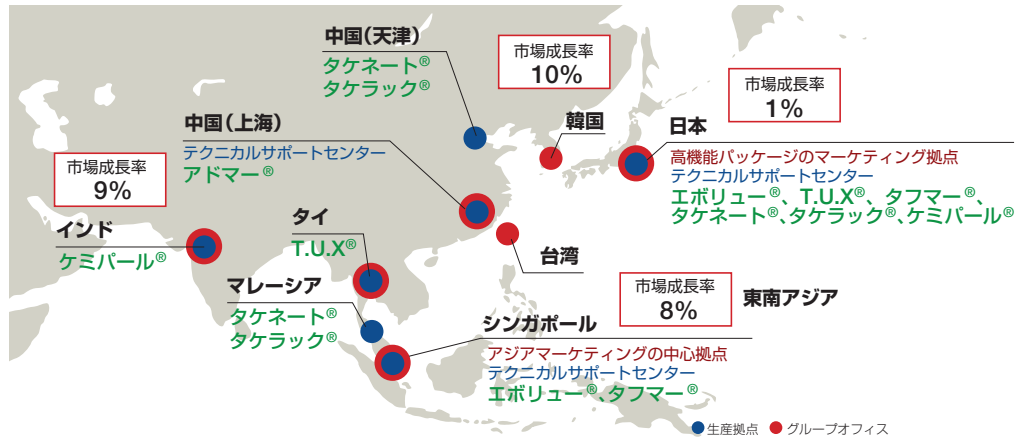 中国（天津）
タケネート®
タケラック®
市場成長率
10%
市場成長率
1%
韓国
日本
高機能パッケージのマーケティング拠点
テクニカルサポートセンター
エボリュー®、T.U.X®、タフマー®、
タケネート®、タケラック®、ケミパール®
中国（上海）
テクニカルサポートセンター
アドマー®
市場成長率
9%
インド
ケミパール®
タイ
T.U.X®
台湾
マレーシア
タケネート®
タケラック®
市場成長率
8%
東南アジア
シンガポール
アジアマーケティングの中心拠点
テクニカルサポートセンター
エボリュー®、タフマー®
生産拠点
グループオフィス